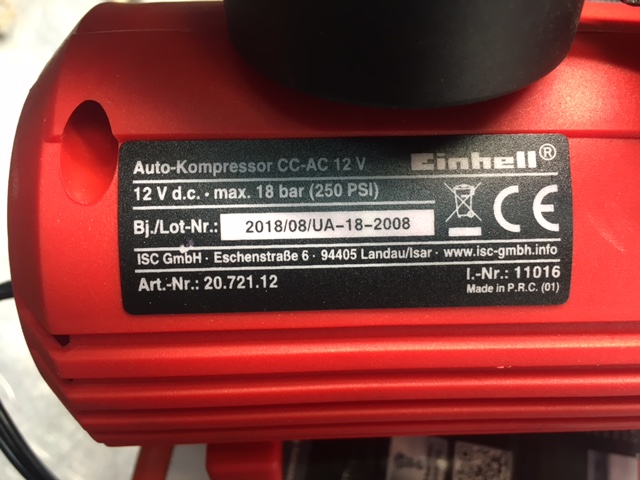 Auto-Kompressor CC-AC 12 V
Einhell®
12 V d.c. · max. 18 bar (250 PSI)
CE
Bj./Lot-Nr.: 2018/08/UA-18-2008
ISC GmbH · Eschenstraße 6 · 94405 Landau/Isar · www.isc-gmbh.info
Art.-Nr.: 20.721.12
I.-Nr.: 11016
Made in P.R.C. (01)